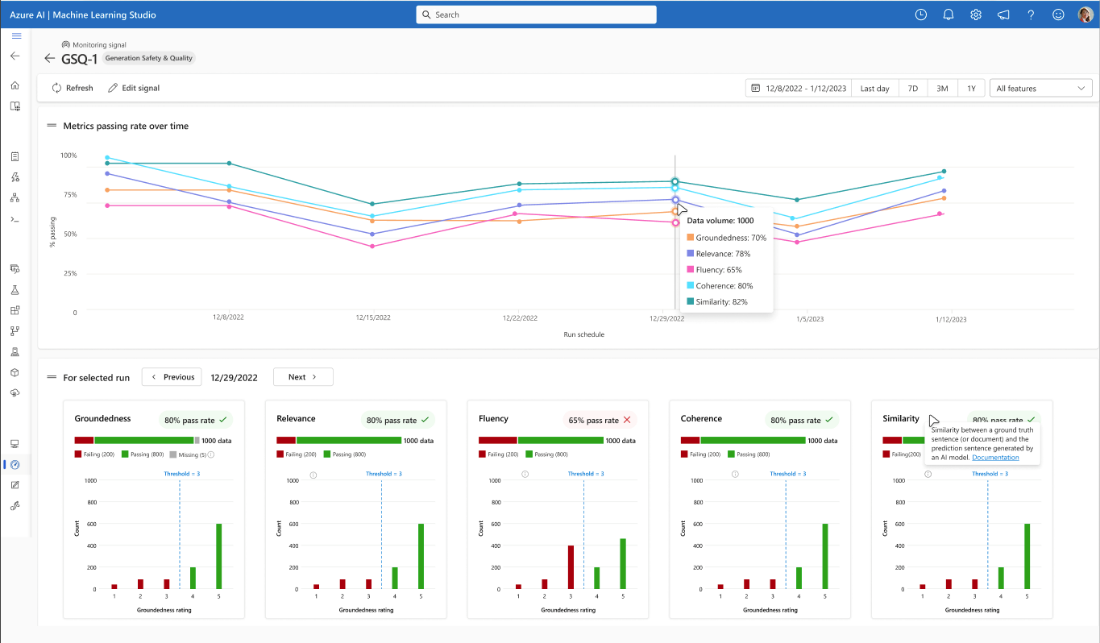 Azure AI | Machine Learning Studio
Search
Monitoring signal
GSQ-1 Generation Safety & Quality
Refresh Edit signal
12/8/2022 - 1/12/2023 Last day 7D 3M 1Y All features
Metrics passing rate over time
100%
75%
50%
25%
0
% passing
Data volume: 1000
Groundedness: 70%
Relevance: 78%
Fluency: 65%
Coherence: 80%
Similarity: 82%
12/8/2022 12/15/2022 12/22/2022 12/29/2022 1/5/2023 1/12/2023
Run schedule
For selected run Previous 12/29/2022 Next
Groundedness 80% pass rate
1000 data
Failing (200) Passing (800) Missing (5)
Threshold = 3
1000
800
600
400
200
0
Count
1 2 3 4 5
Groundedness rating
Relevance 80% pass rate
1000 data
Failing (200) Passing (800)
Threshold = 3
1000
800
600
400
200
0
Count
1 2 3 4 5
Groundedness rating
Fluency 65% pass rate
1000 data
Failing (200) Passing (800)
Threshold = 3
1000
800
600
400
200
0
Count
1 2 3 4 5
Groundedness rating
Coherence 80% pass rate
1000 data
Failing (200) Passing (800)
Threshold = 3
1000
800
600
400
200
0
Count
1 2 3 4 5
Groundedness rating
Similarity 80% pass rate
Similarity between a ground truth
sentence (or document) and the
prediction sentence generated by
an AI model. Documentation
Failing(200)
Threshold = 3
1000
800
600
400
200
0
Count
1 2 3 4 5
Groundedness rating